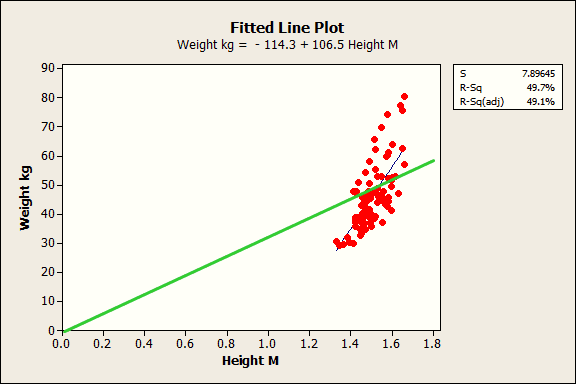 Fitted Line Plot
Weight kg = - 114.3 + 106.5 Height M
S 7.89645
R-Sq 49.7%
R-Sq(adj) 49.1%
Weight kg
90
80
70
60
50
40
30
20
10
0
0.0 0.2 0.4 0.6 0.8 1.0 1.2 1.4 1.6 1.8
Height M